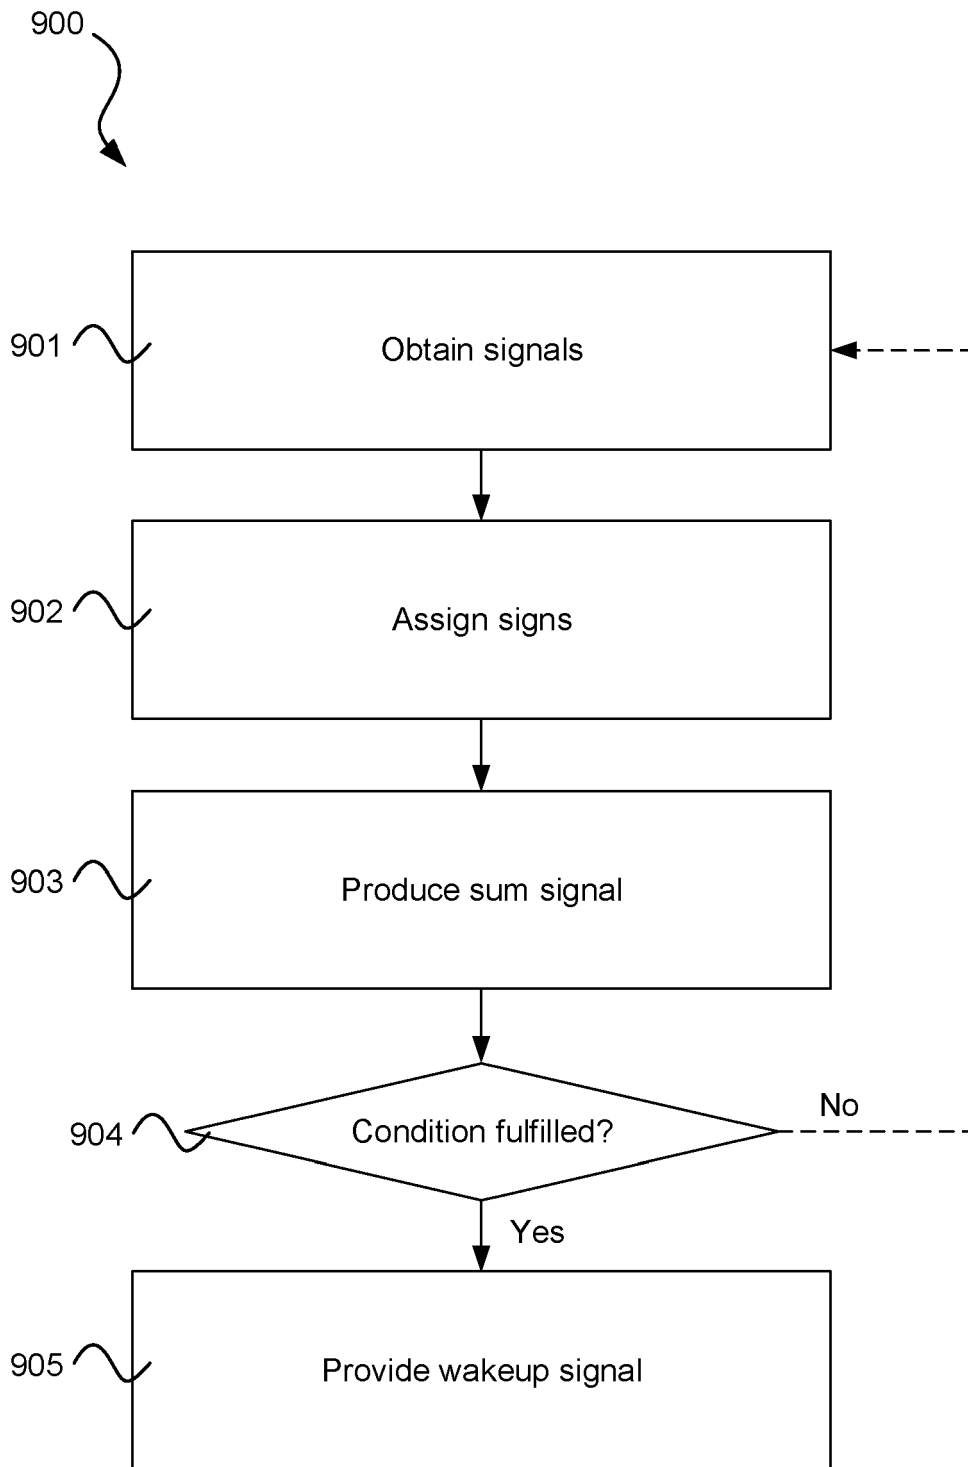 900
901
Obtain signals
902
Assign signs
903
Produce sum signal
904
Condition fulfilled?
No
Yes
905
Provide wakeup signal